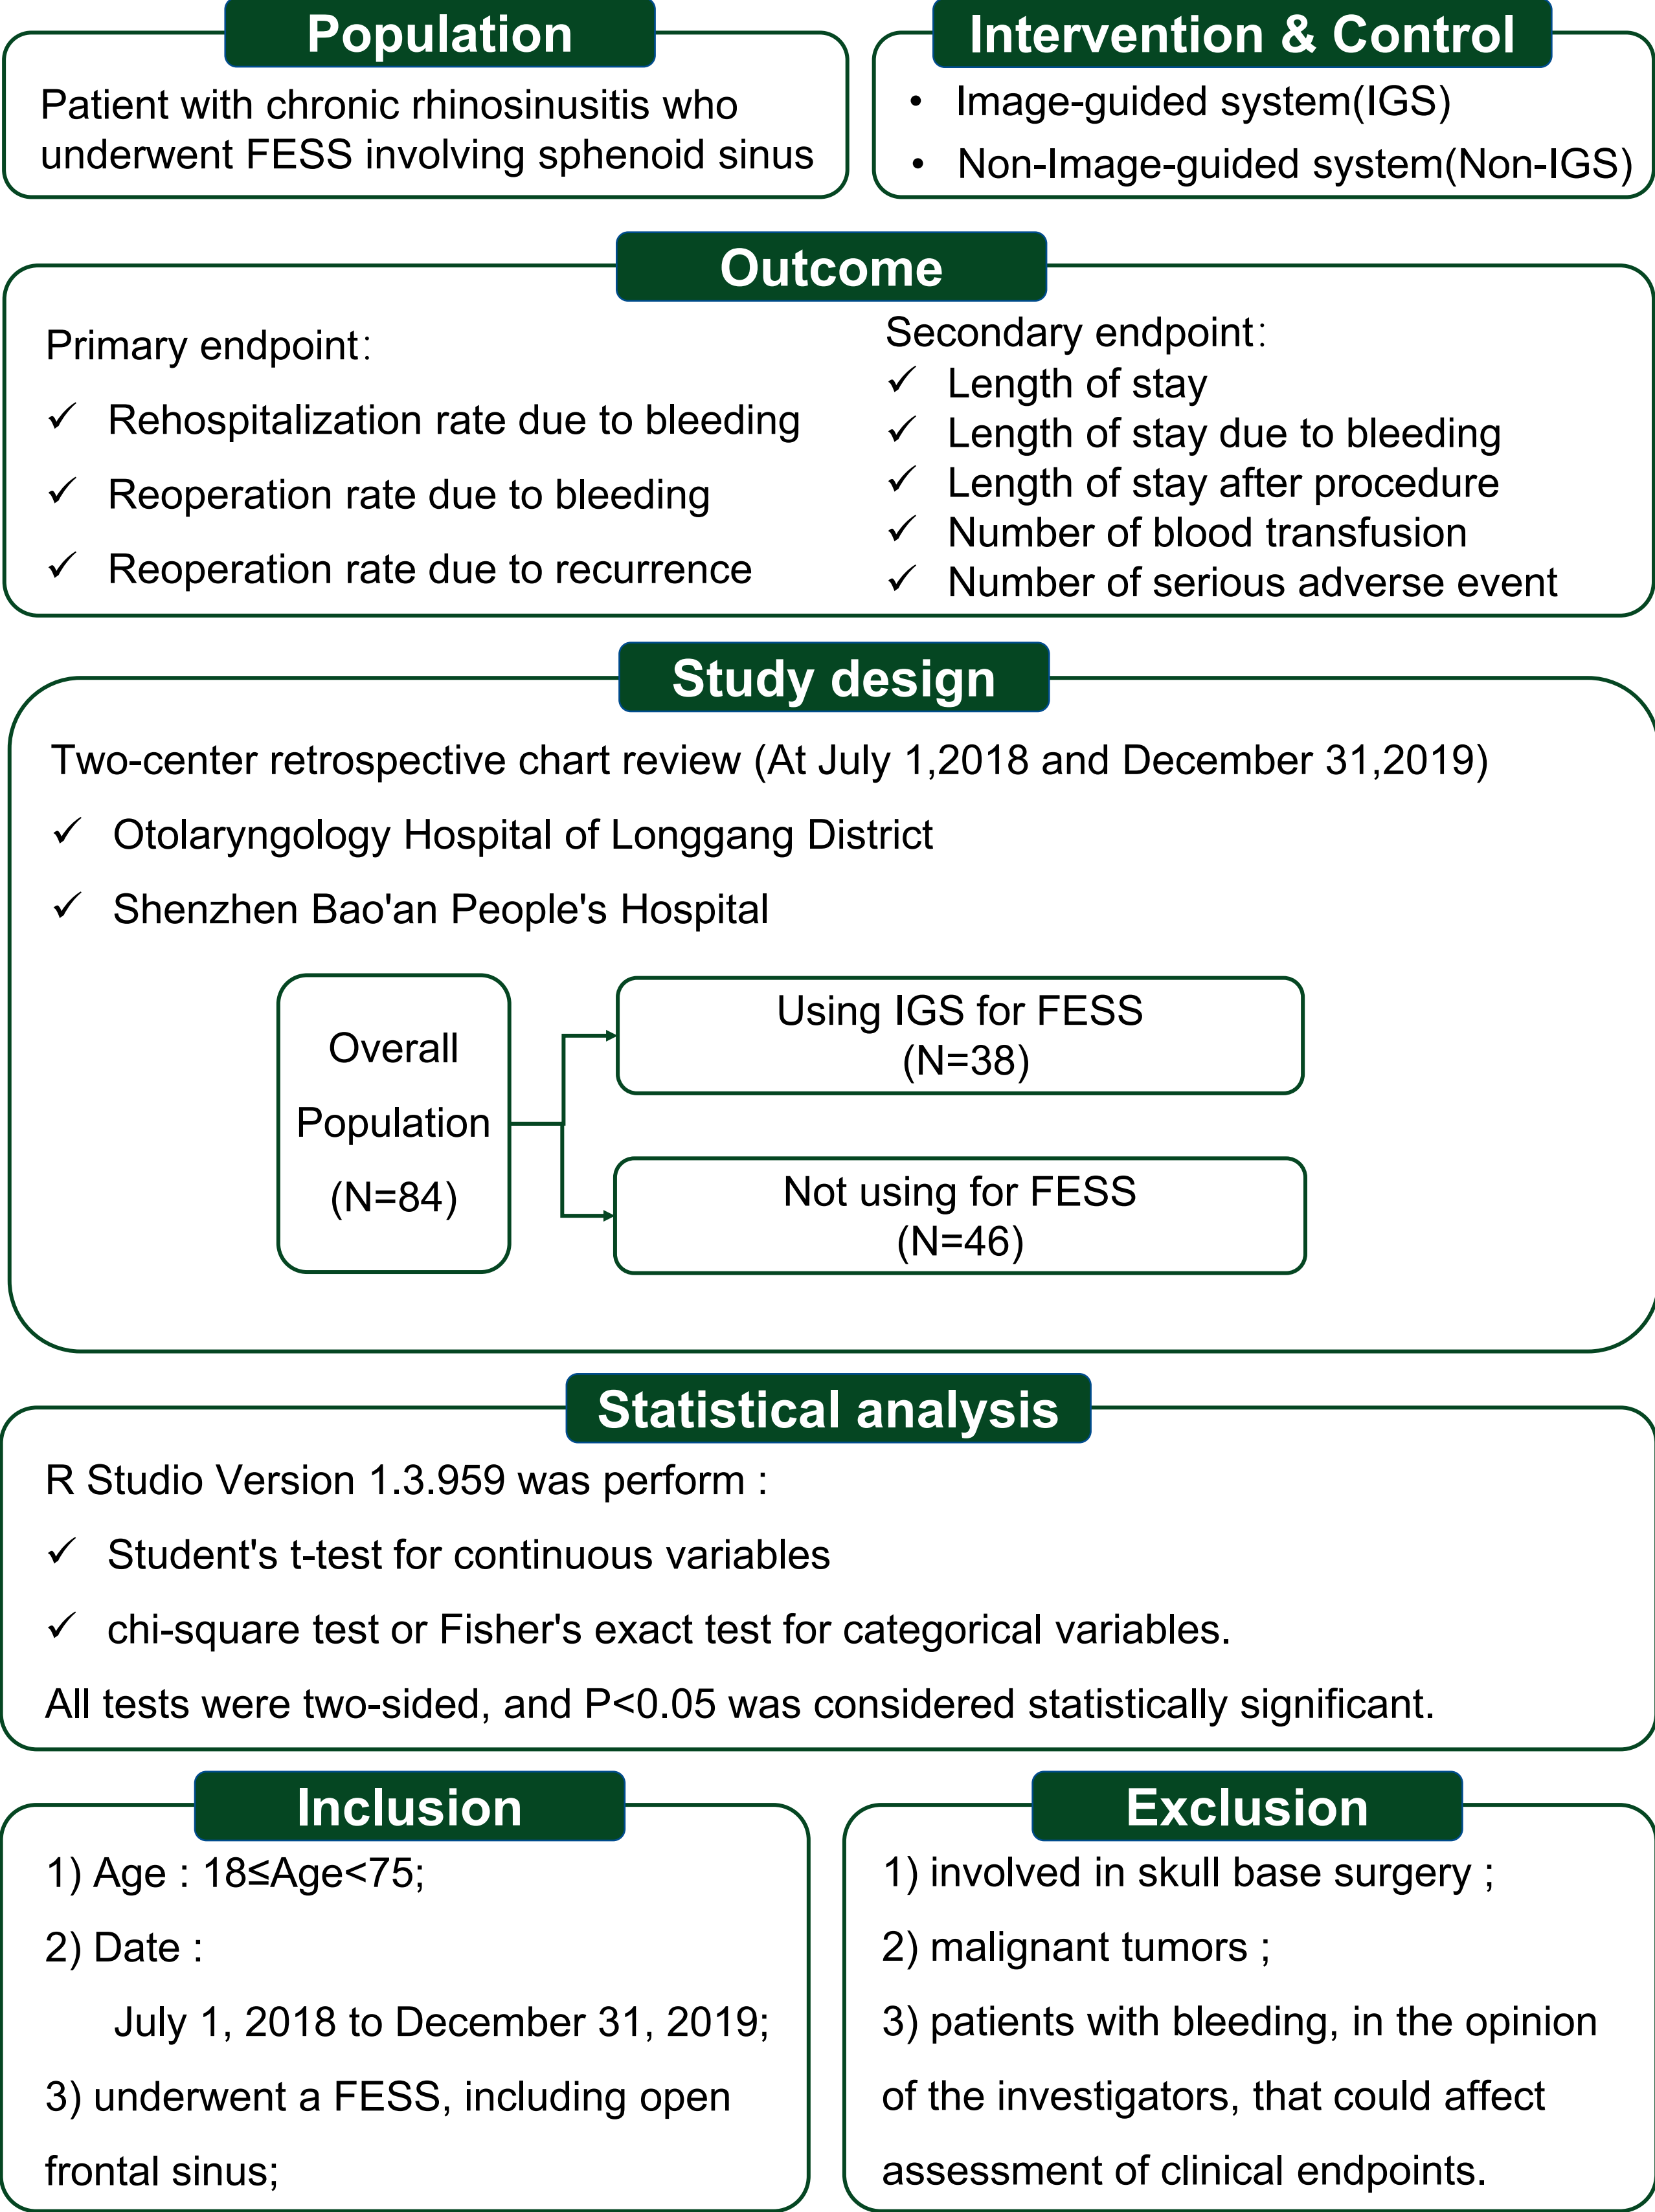 Population
Patient with chronic rhinosinusitis who
underwent FESS involving sphenoid sinus
Intervention & Control
• Image-guided system(IGS)
• Non-Image-guided system(Non-IGS)
Outcome
Primary endpoint:
✓ Rehospitalization rate due to bleeding
✓ Reoperation rate due to bleeding
✓ Reoperation rate due to recurrence
Secondary endpoint:
✓ Length of stay
✓ Length of stay due to bleeding
✓ Length of stay after procedure
✓ Number of blood transfusion
✓ Number of serious adverse event
Study design
Two-center retrospective chart review (At July 1,2018 and December 31,2019)
✓ Otolaryngology Hospital of Longgang District
✓ Shenzhen Bao'an People's Hospital
Overall
Population
(N=84)
Using IGS for FESS
(N=38)
Not using for FESS
(N=46)
Statistical analysis
R Studio Version 1.3.959 was perform :
✓ Student's t-test for continuous variables
✓ chi-square test or Fisher's exact test for categorical variables.
All tests were two-sided, and P<0.05 was considered statistically significant.
Inclusion
1) Age : 18≤Age<75;
2) Date :
July 1, 2018 to December 31, 2019;
3) underwent a FESS, including open
frontal sinus;
Exclusion
1) involved in skull base surgery ;
2) malignant tumors ;
3) patients with bleeding, in the opinion
of the investigators, that could affect
assessment of clinical endpoints.